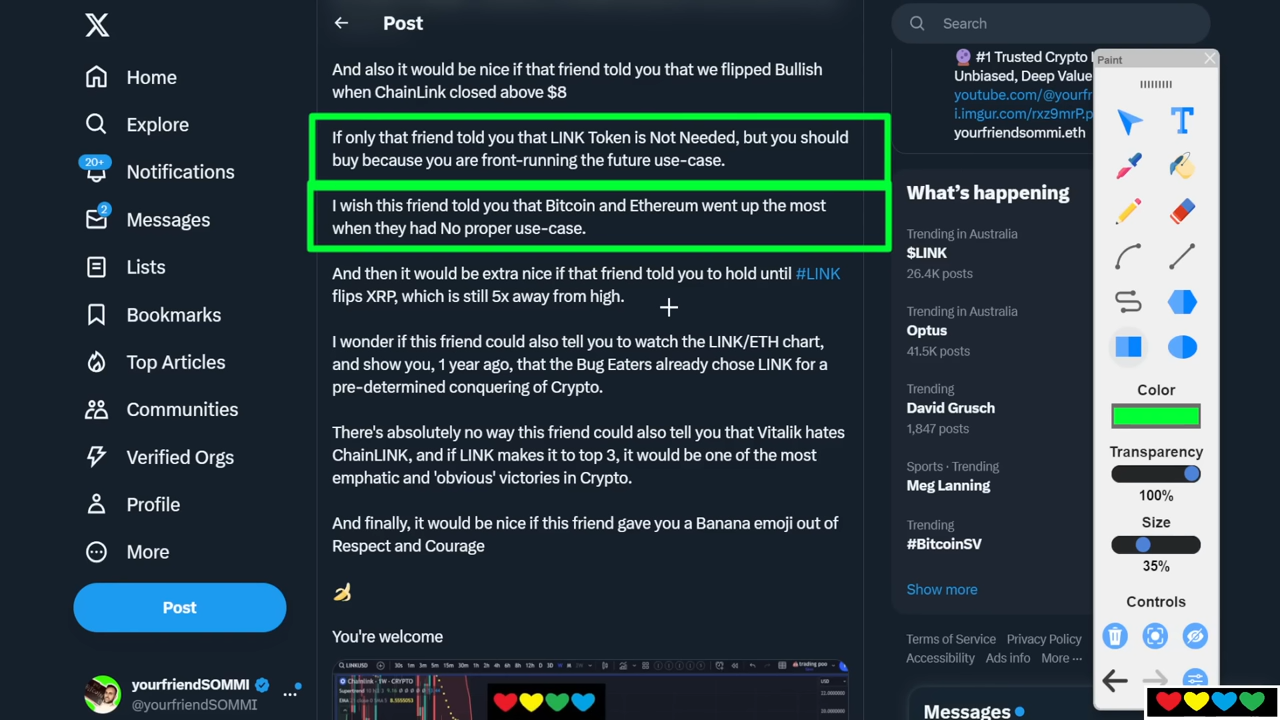 Home
Explore
20+
Notifications
2
Messages
Lists
Bookmarks
Top Articles
Communities
Verified Orgs
Profile
More
Post
yourfriendSOMMI
@yourfriendSOMMI
Post
And also it would be nice if that friend told you that we flipped Bullish
when ChainLink closed above $8
If only that friend told you that LINK Token is Not Needed, but you should
buy because you are front-running the future use-case.
I wish this friend told you that Bitcoin and Ethereum went up the most
when they had No proper use-case.
And then it would be extra nice if that friend told you to hold until #LINK
flips XRP, which is still 5x away from high.
I wonder if this friend could also tell you to watch the LINK/ETH chart,
and show you, 1 year ago, that the Bug Eaters already chose LINK for a
pre-determined conquering of Crypto.
There's absolutely no way this friend could also tell you that Vitalik hates
ChainLINK, and if LINK makes it to top 3, it would be one of the most
emphatic and 'obvious' victories in Crypto.
And finally, it would be nice if this friend gave you a Banana emoji out of
Respect and Courage
🍌
You're welcome
LINKUSD
Search
#1 Trusted Crypto
Unbiased, Deep Value
youtube.com/@yourfr
i.imgur.com/rxz9mrP.p
yourfriendsommi.eth
What's happening
Trending in Australia
$LINK
26.4K posts
Trending in Australia
Optus
41.5K posts
Trending
David Grusch
1,847 posts
Sports · Trending
Meg Lanning
Trending
#BitcoinSV
Show more
Terms of Service Privacy Policy
Accessibility Ads info More ...
Messages
Paint
Color
Transparency
100%
Size
35%
Controls